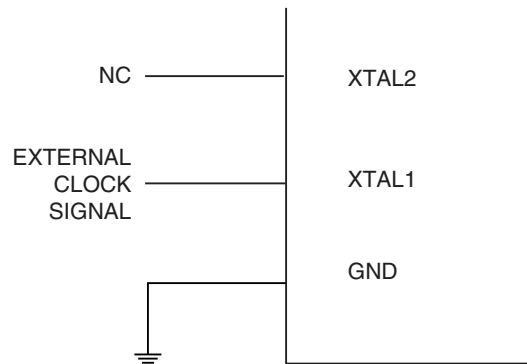 NC
XTAL2
EXTERNAL
CLOCK
SIGNAL
XTAL1
GND